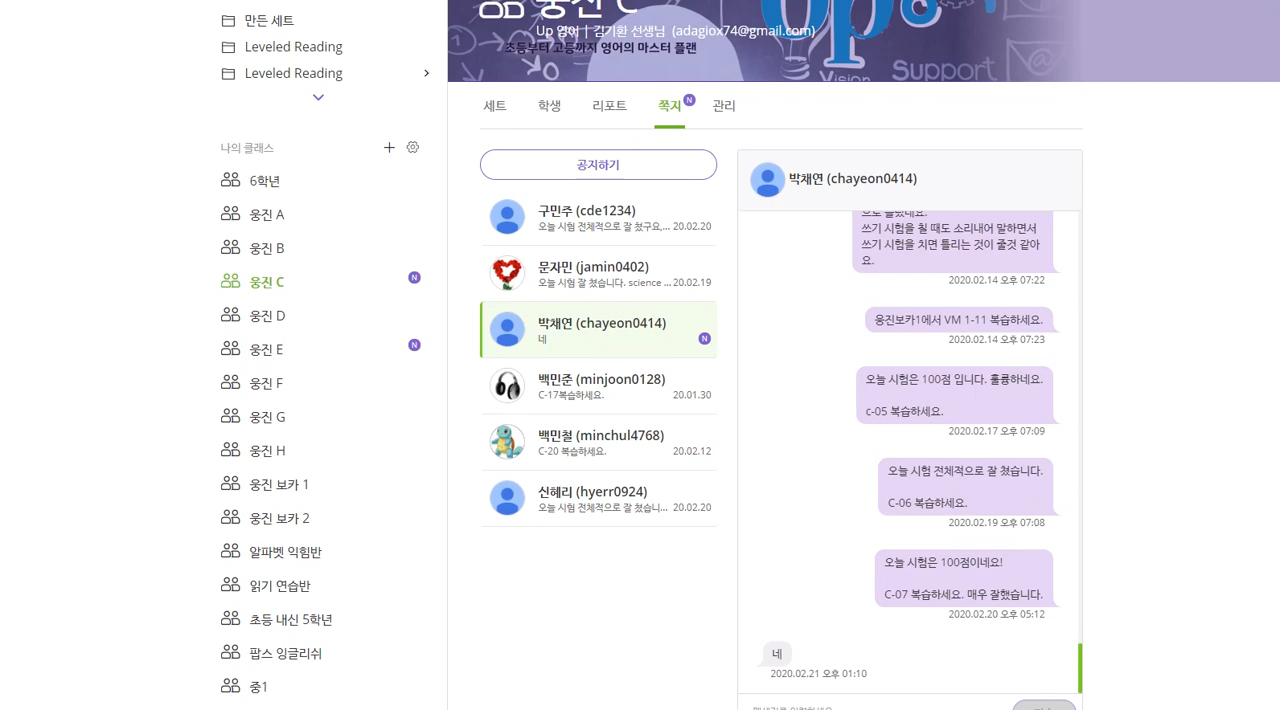 만든 세트
Leveled Reading
Leveled Reading
나의 클래스
6학년
웅진 A
웅진 B
웅진 C
N
웅진 D
웅진 E
N
웅진 F
웅진 G
웅진 H
웅진 보카 1
웅진 보카 2
알파벳 익힘반
읽기 연습반
초등 내신 5학년
팝스 잉글리쉬
중1
웅진 C
Up 영어 | 김기환 선생님 (adagiox74@gmail.com)
초등부터 고등까지 영어의 마스터 플랜
up
Vision
Support
세트 학생 리포트 쪽지 N 관리
공지하기
구민주 (cde1234)
오늘 시험 전체적으로 잘 쳤구요,... 20.02.20
문자민 (jamin0402)
오늘 시험 잘 쳤습니다. science ... 20.02.19
박채연 (chayeon0414)
네 N
백민준 (minjoon0128)
C-17복습하세요. 20.01.30
백민철 (minchul4768)
C-20 복습하세요. 20.02.12
신혜리 (hyerr0924)
오늘 시험 전체적으로 잘 쳤습니... 20.02.20
박채연 (chayeon0414)
으로 틀렸네요.
쓰기 시험을 칠 때도 소리내어 말하면서
쓰기 시험을 치면 틀리는 것이 줄것 같아
요.
2020.02.14 오후 07:22
웅진보카1에서 VM 1-11 복습하세요.
2020.02.14 오후 07:23
오늘 시험은 100점 입니다. 훌륭하네요.
c-05 복습하세요.
2020.02.17 오후 07:09
오늘 시험 전체적으로 잘 쳤습니다.
C-06 복습하세요.
2020.02.19 오후 07:08
오늘 시험은 100점이네요!
C-07 복습하세요. 매우 잘했습니다.
2020.02.20 오후 05:12
네
2020.02.21 오후 01:10